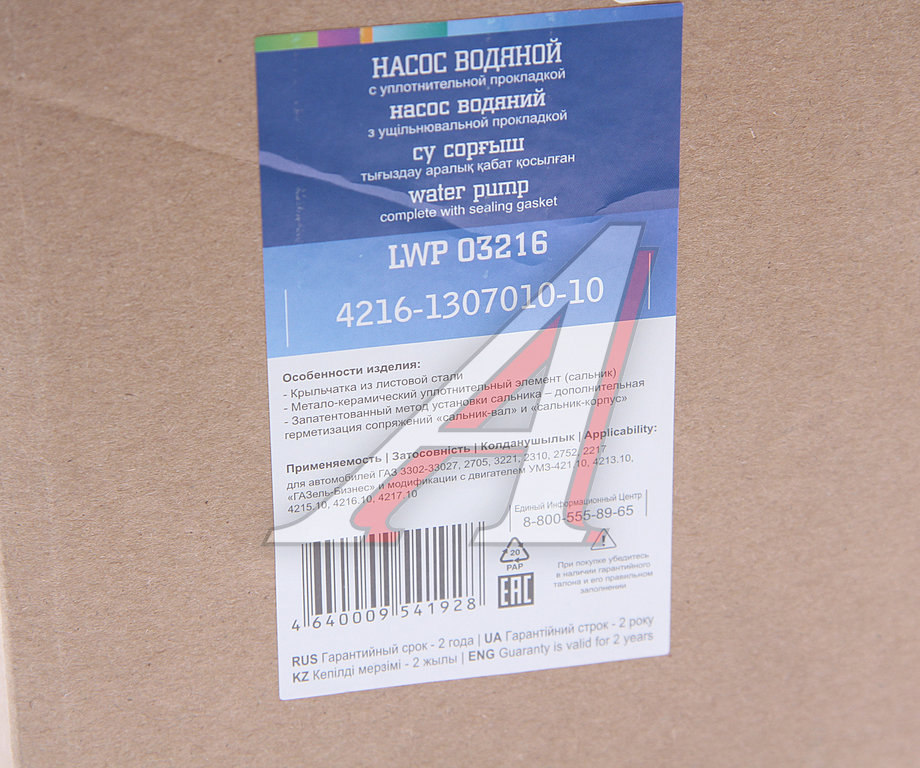 НАСОС ВОДЯНОЙ
с уплотнительной прокладкой
насос водяний
з ущільнювальной прокладкой
су сорғыш
тығыздау аралық қабат қосылған
water pump
complete with sealing gasket
LWP 03216
4216-1307010-10
Особенности изделия:
- Крыльчатка из листовой стали
- Метало-керамический уплотнительный элемент (сальник)
- Запатентованный метод установки сальника – дополнительная
герметизация сопряжений «сальник-вал» и «сальник-корпус»
Применяемость | Затосовність | Колданушылык | Applicability:
для автомобилей ГАЗ 3302-33027, 2705, 3221, 2310, 2752, 2217
«ГАЗель-Бизнес» и модификации с двигателем УМЗ-421.10, 4213.10,
4215.10, 4216.10, 4217.10
Единый Информационный Центр
8-800-555-89-65
20
PAP
EAC
При покупке убедитесь
в наличии гарантийного
талона и его правильном
заполнении
4 640009 541928
RUS Гарантийный срок - 2 года | UA Гарантійний строк - 2 року
KZ Кепілді мерзімі - 2 жылы | ENG Guaranty is valid for 2 years